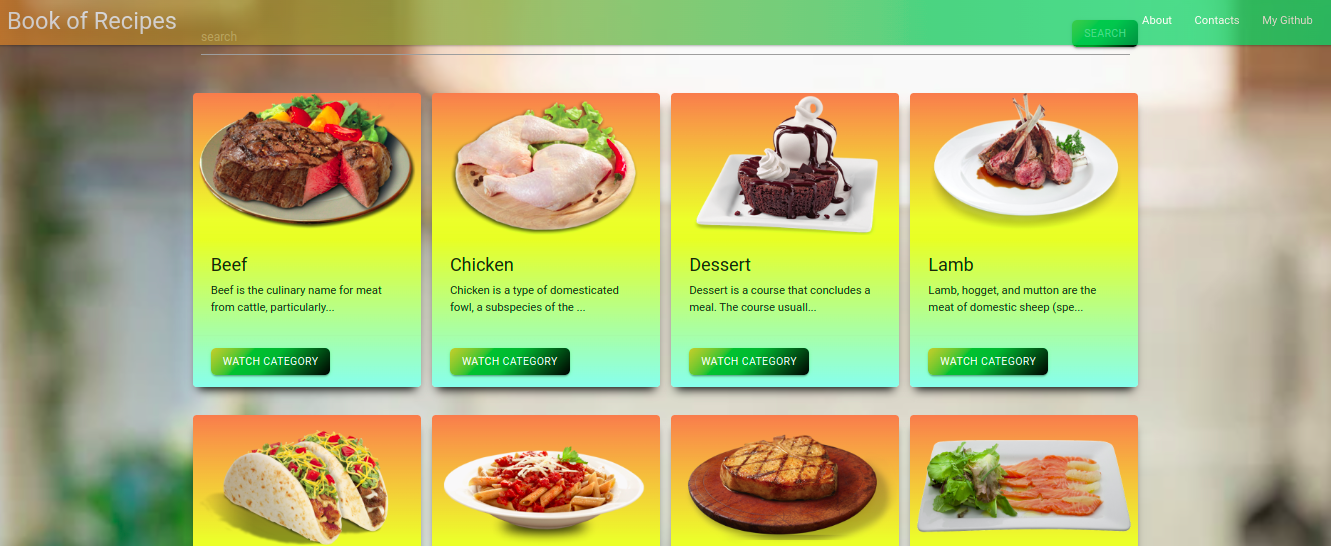 Book of Recipes
About
Contacts
My Github
search
SEARCH
Beef
Beef is the culinary name for meat
from cattle, particularly...
WATCH CATEGORY
Chicken
Chicken is a type of domesticated
fowl, a subspecies of the ...
WATCH CATEGORY
Dessert
Dessert is a course that concludes a
meal. The course usuall...
WATCH CATEGORY
Lamb
Lamb, hogget, and mutton are the
meat of domestic sheep (spe...
WATCH CATEGORY